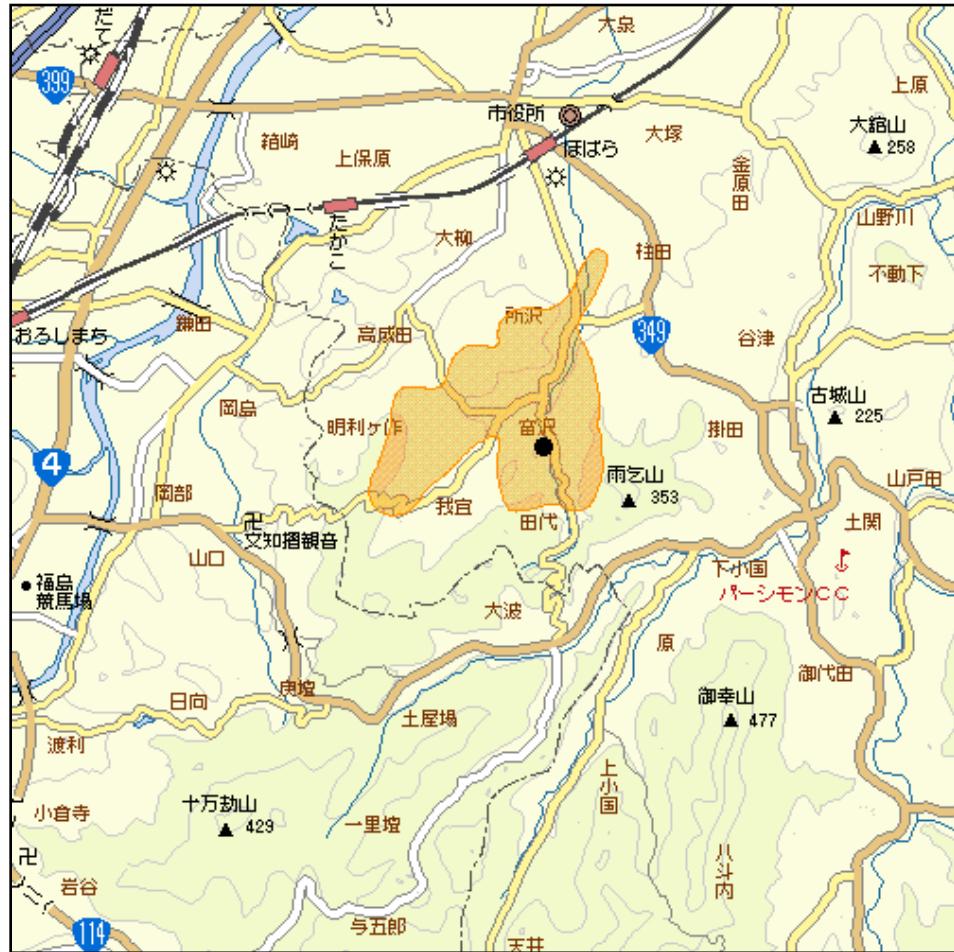 大泉
だて
399
上原
市役所
大舘山
▲ 258
箱崎
上保原
ほばら
大塚
金原田
たかこ
大柳
柱田
山野川
不動下
所沢
おろしまち
鎌田
高成田
349
谷津
岡島
明利ヶ作
富沢
掛田
古城山
▲ 225
4
雨乞山
▲ 353
山戸田
岡部
卍
文知摺観音
我宜
田代
土関
山口
福島
競馬場
下小国
パーシモンCC
大波
原
御代田
日向
庚壇
土屋場
御幸山
▲ 477
渡利
上小国
小倉寺
十万劫山
▲ 429
一里壇
卍
岩谷
八斗内
114
与五郎
天井